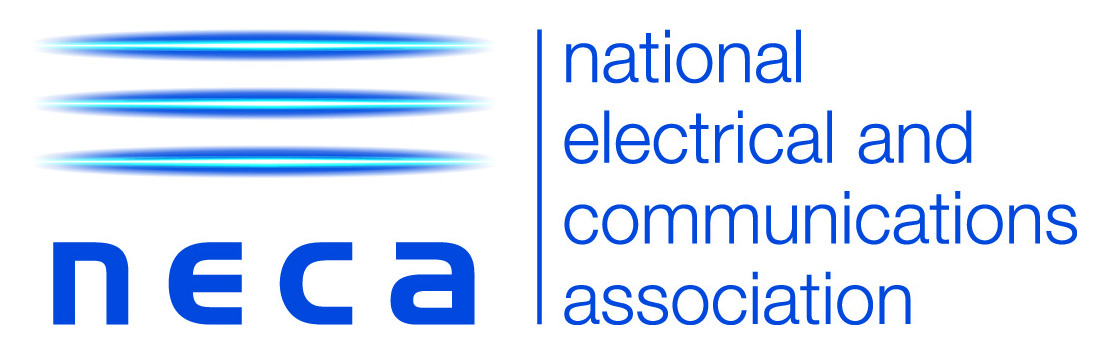 neca
national
electrical and
communications
association